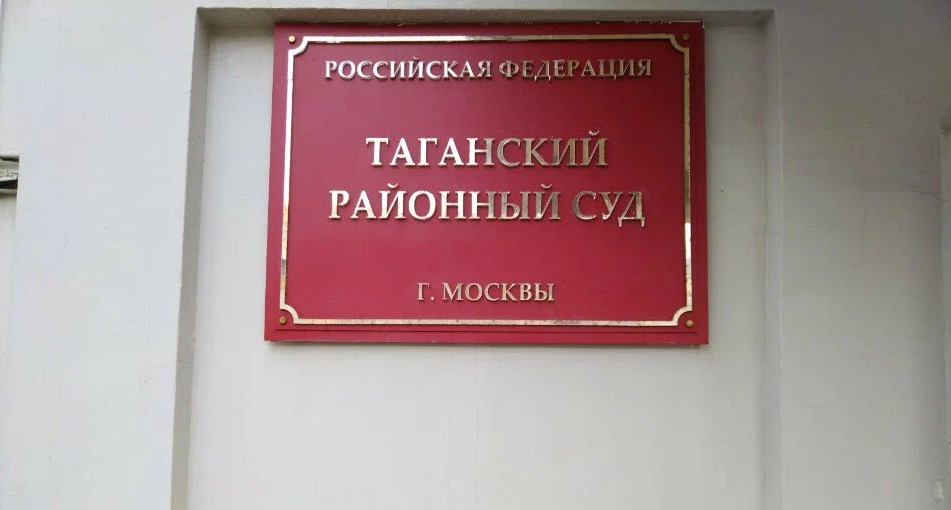 РОССИЙСКАЯ ФЕДЕРАЦИЯ
ТАГАНСКИЙ
РАЙОННЫЙ СУД
Г. МОСКВЫ